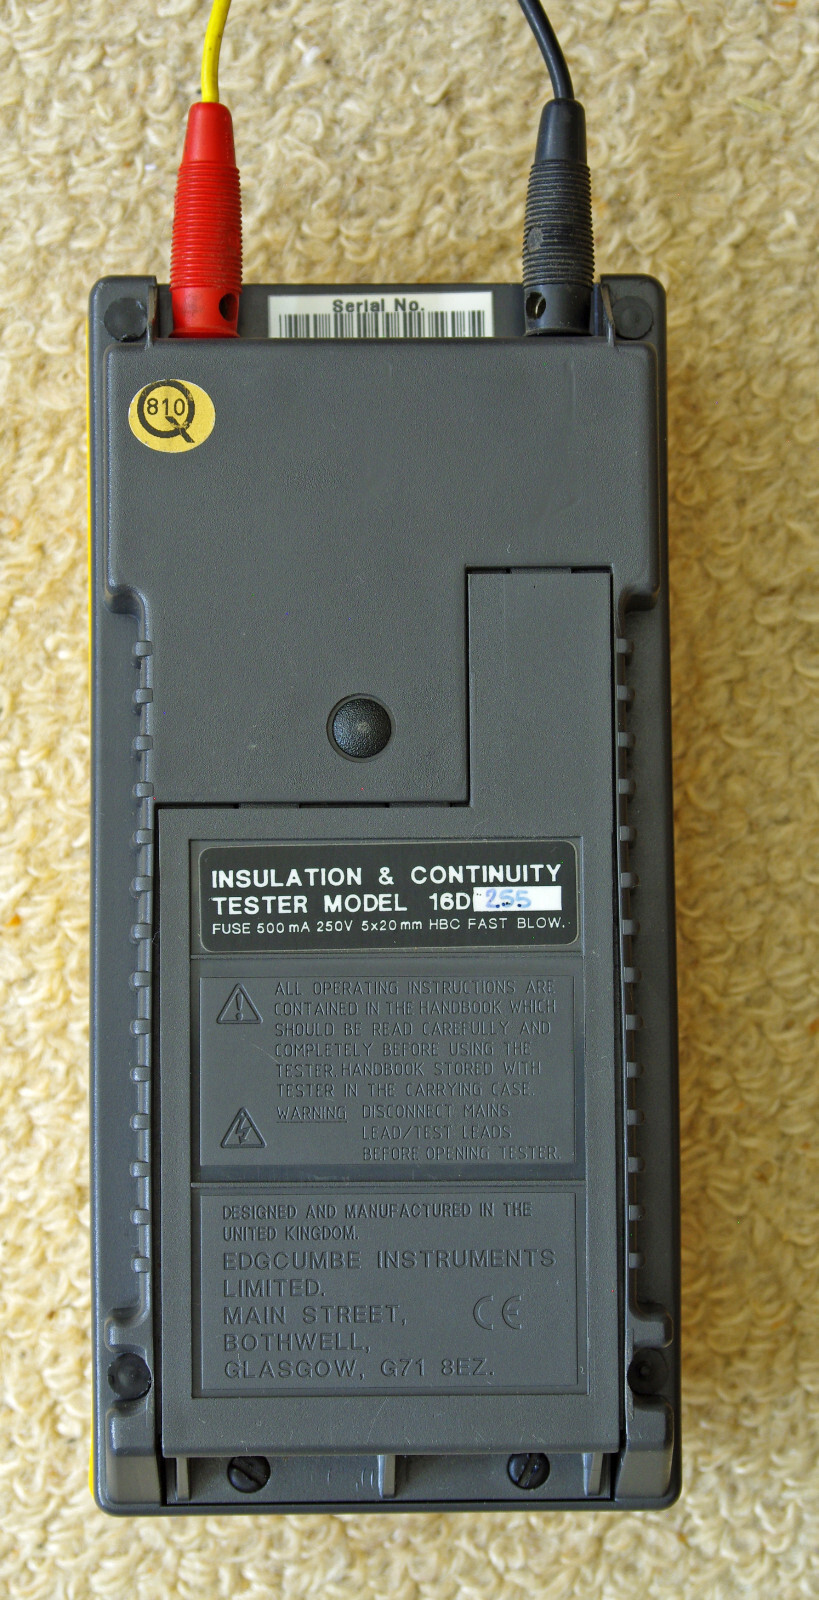 Serial No.
810
INSULATION & CONTINUITY
TESTER MODEL 16D 255
FUSE 500 mA 250V 5x20 mm HBC FAST BLOW.
ALL OPERATING INSTRUCTIONS ARE
CONTAINED IN THE HANDBOOK WHICH
SHOULD BE READ CAREFULLY AND
COMPLETELY BEFORE USING THE
TESTER. HANDBOOK STORED WITH
TESTER IN THE CARRYING CASE.
WARNING DISCONNECT MAINS
LEAD/TEST LEADS
BEFORE OPENING TESTER.
DESIGNED AND MANUFACTURED IN THE
UNITED KINGDOM.
EDGCUMBE INSTRUMENTS
LIMITED.
MAIN STREET, CE
BOTHWELL,
GLASGOW, G71 8EZ.